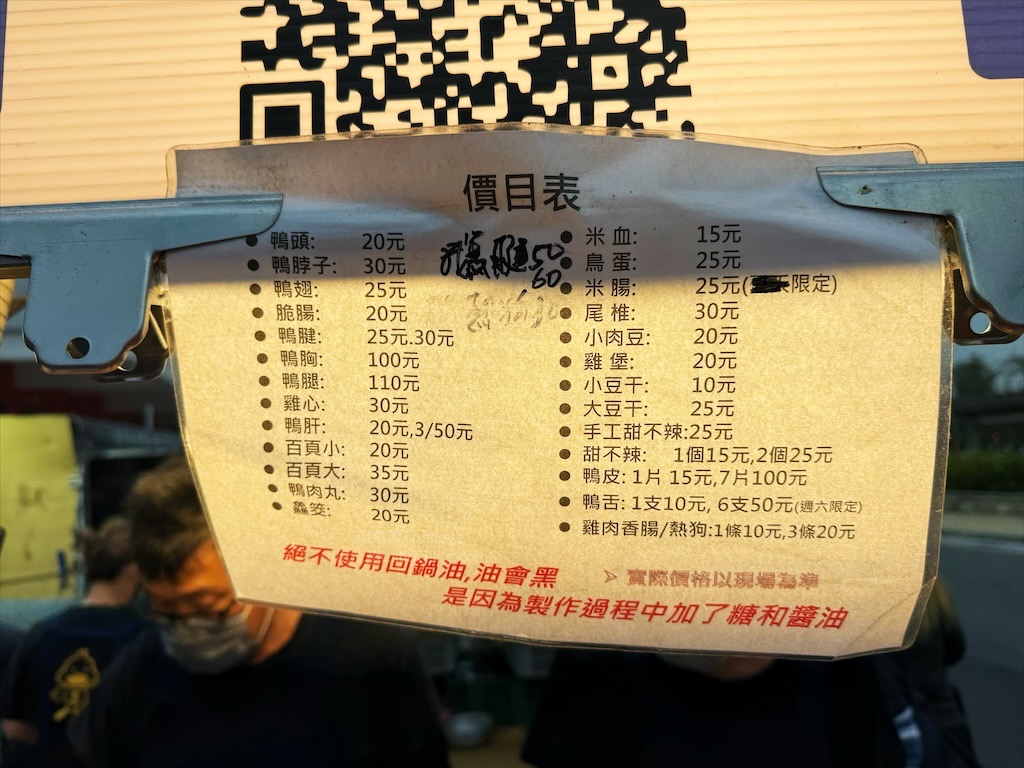 價目表
鴨頭: 20元
鴨脖子: 30元
鴨翅: 25元
脆腸: 20元
鴨腱: 25元.30元
鴨胸: 100元
鴨腿: 110元
雞心: 30元
鴨肝: 20元,3/50元
百頁小: 20元
百頁大: 35元
鴨肉丸: 30元
鱻筊: 20元
50
60
米血: 15元
鳥蛋: 25元
米腸: 25元(限定)
尾椎: 30元
小肉豆: 20元
雞堡: 20元
小豆干: 10元
大豆干: 25元
手工甜不辣:25元
甜不辣: 1個15元,2個25元
鴨皮: 1片 15元,7片100元
鴨舌: 1支10元, 6支50元(週六限定)
雞肉香腸/熱狗:1條10元,3條20元
➢ 實際價格以現場為準
絕不使用回鍋油,油會黑
是因為製作過程中加了糖和醬油